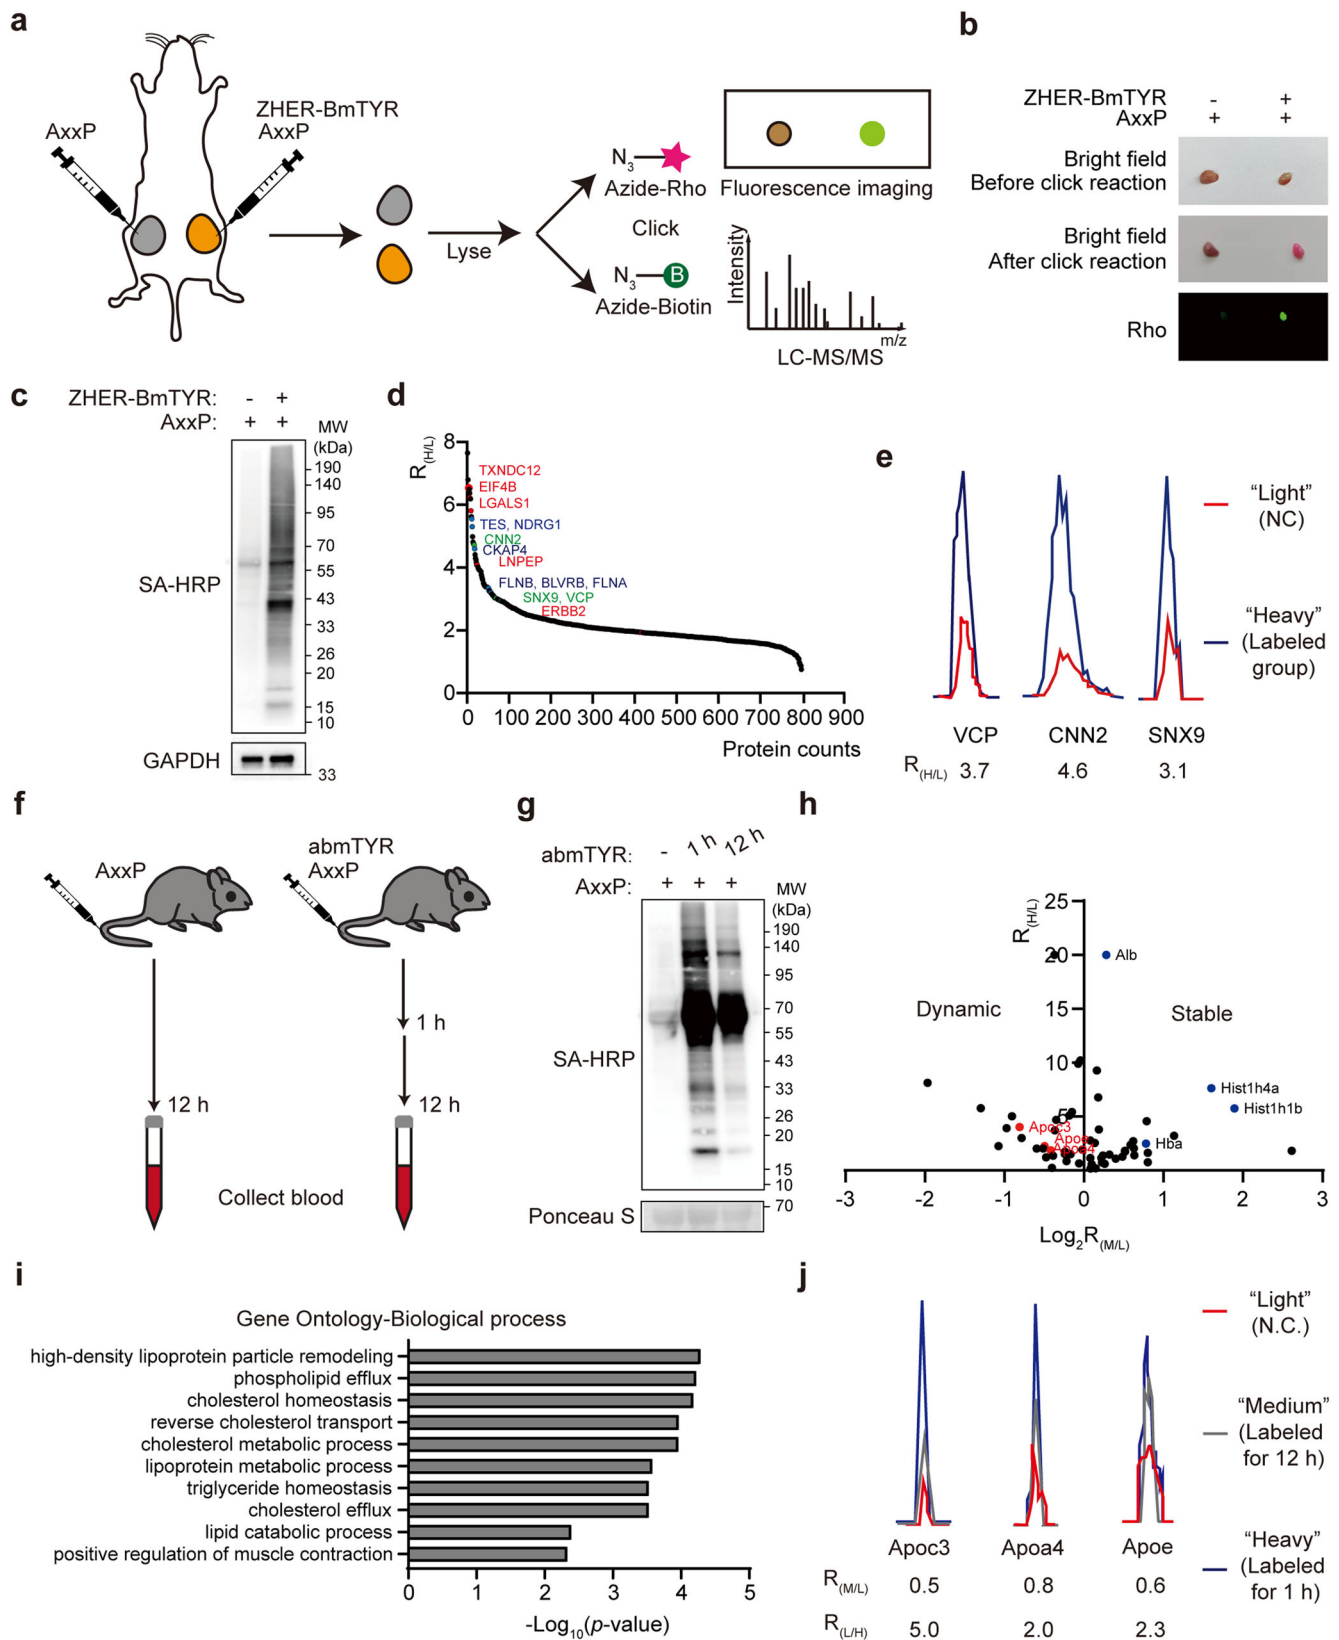 a
AxxP
ZHER-BmTYR
AxxP
Lyse
N3
Azide-Rho
Click
N3
B
Azide-Biotin
Fluorescence imaging
Intensity
m/z
LC-MS/MS
b
ZHER-BmTYR - +
AxxP + +
Bright field
Before click reaction
Bright field
After click reaction
Rho
c
ZHER-BmTYR: - +
AxxP: + +
MW
(kDa)
190
140
95
70
55
43
33
26
20
15
10
SA-HRP
GAPDH
33
d
R(H/L)
8
6
4
2
0
TXNDC12
EIF4B
LGALS1
TES, NDRG1
CNN2
CKAP4
LNPEP
FLNB, BLVRB, FLNA
SNX9, VCP
ERBB2
0 100 200 300 400 500 600 700 800 900
Protein counts
e
"Light"
(NC)
"Heavy"
(Labeled
group)
VCP CNN2 SNX9
R(H/L) 3.7 4.6 3.1
f
AxxP
abmTYR
AxxP
1 h
12 h
12 h
Collect blood
g
abmTYR: - 1 h 12 h
AxxP: + + +
MW
(kDa)
190
140
95
70
55
43
33
26
20
15
10
SA-HRP
70
Ponceau S
h
R(H/L)
25
20
15
10
5
Alb
Dynamic
Stable
Hist1h4a
Hist1h1b
Apoc3
Apoe
Apoa4
Hba
-3 -2 -1 0 1 2 3
Log2R(M/L)
i
Gene Ontology-Biological process
high-density lipoprotein particle remodeling
phospholipid efflux
cholesterol homeostasis
reverse cholesterol transport
cholesterol metabolic process
lipoprotein metabolic process
triglyceride homeostasis
cholesterol efflux
lipid catabolic process
positive regulation of muscle contraction
0 1 2 3 4 5
-Log10(p-value)
j
"Light"
(N.C.)
"Medium"
(Labeled
for 12 h)
"Heavy"
(Labeled
for 1 h)
Apoc3 Apoa4 Apoe
R(M/L) 0.5 0.8 0.6
R(L/H) 5.0 2.0 2.3